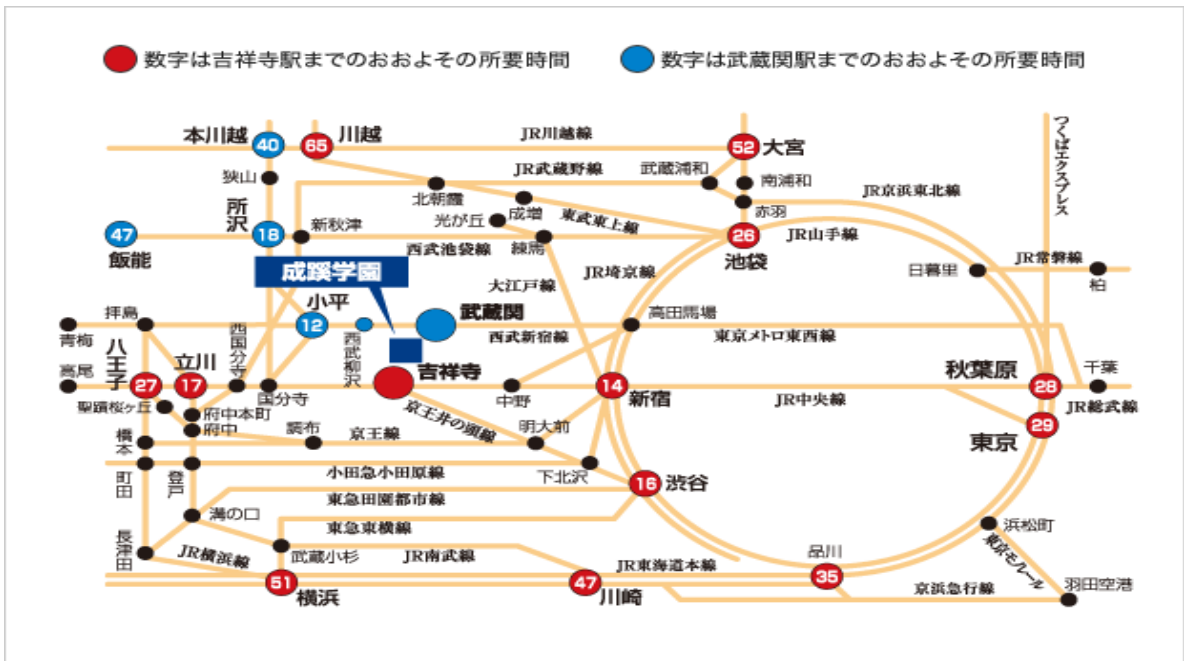 数字は吉祥寺駅までのおおよその所要時間
数字は武蔵関駅までのおおよその所要時間
本川越
40
65
川越
JR川越線
52
大宮
つくばエクスプレス
狭山
JR武蔵野線
武蔵浦和
南浦和
JR京浜東北線
北朝霞
成増
赤羽
所沢
光が丘
東武東上線
47
18
新秋津
西武池袋線
練馬
26
JR山手線
飯能
池袋
JR常磐線
成蹊学園
大江戸線
JR埼京線
日暮里
柏
小平
武蔵関
拝島
12
高田馬場
青梅
西国分寺
西武柳沢
西武新宿線
東京メトロ東西線
八王子
立川
吉祥寺
秋葉原
千葉
高尾
27
17
14
新宿
28
国分寺
中野
JR中央線
JR総武線
聖蹟桜ヶ丘
府中本町
京王井の頭線
29
府中
調布
京王線
明大前
東京
橋本
小田急小田原線
下北沢
町田
登戸
16
渋谷
東急田園都市線
溝の口
東急東横線
浜松町
長津田
JR横浜線
武蔵小杉
JR南武線
JR東海道本線
品川
東京モノレール
51
横浜
47
川崎
35
京浜急行線
羽田空港